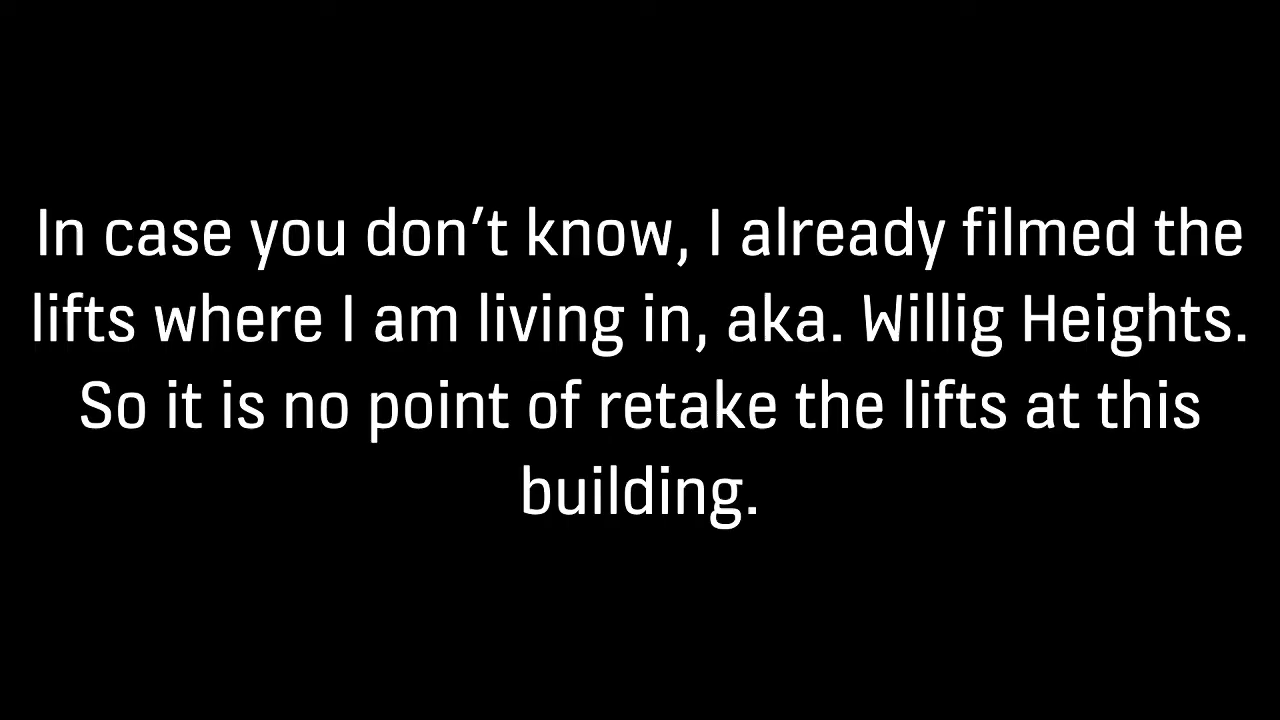 In case you don’t know, I already filmed the
lifts where I am living in, aka. Willig Heights.
So it is no point of retake the lifts at this
building.